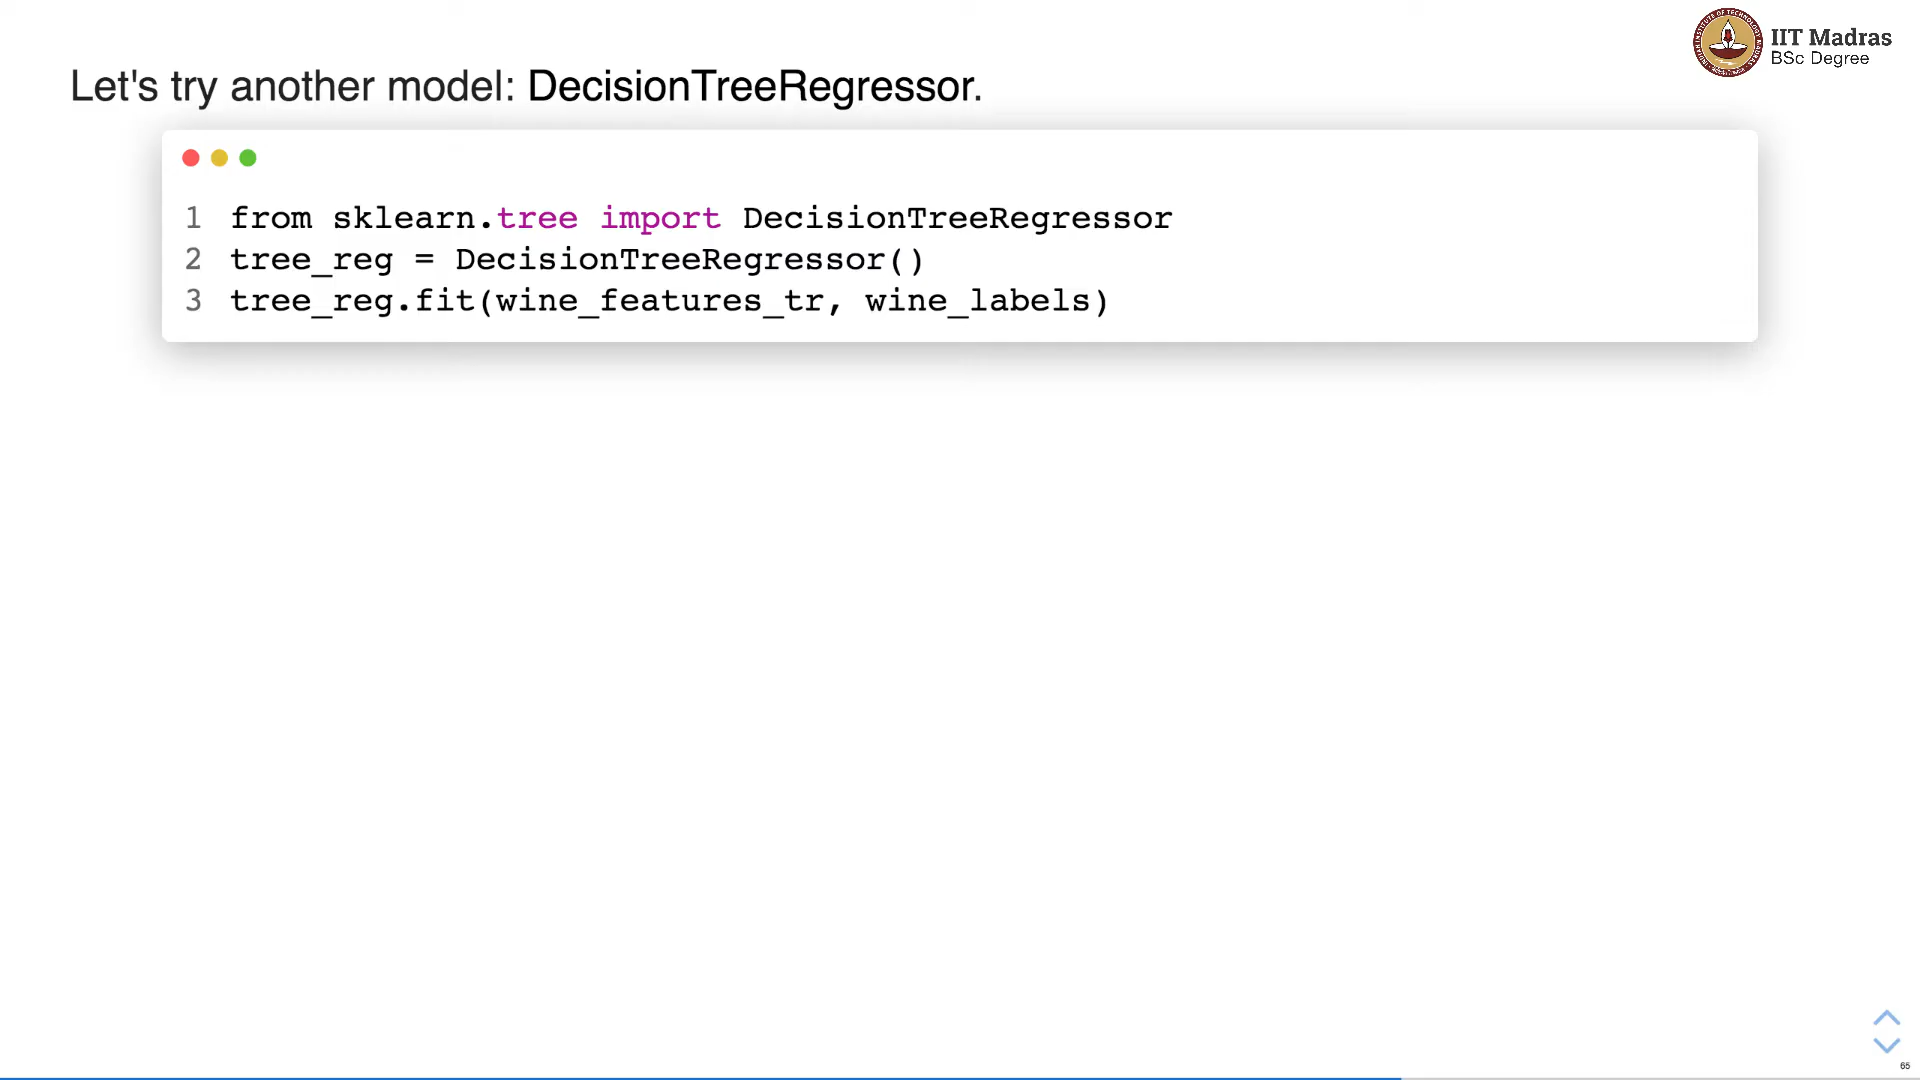 IIT Madras
BSc Degree
Let's try another model: DecisionTreeRegressor.
1 from sklearn.tree import DecisionTreeRegressor
2 tree_reg = DecisionTreeRegressor()
3 tree_reg.fit(wine_features_tr, wine_labels)
65